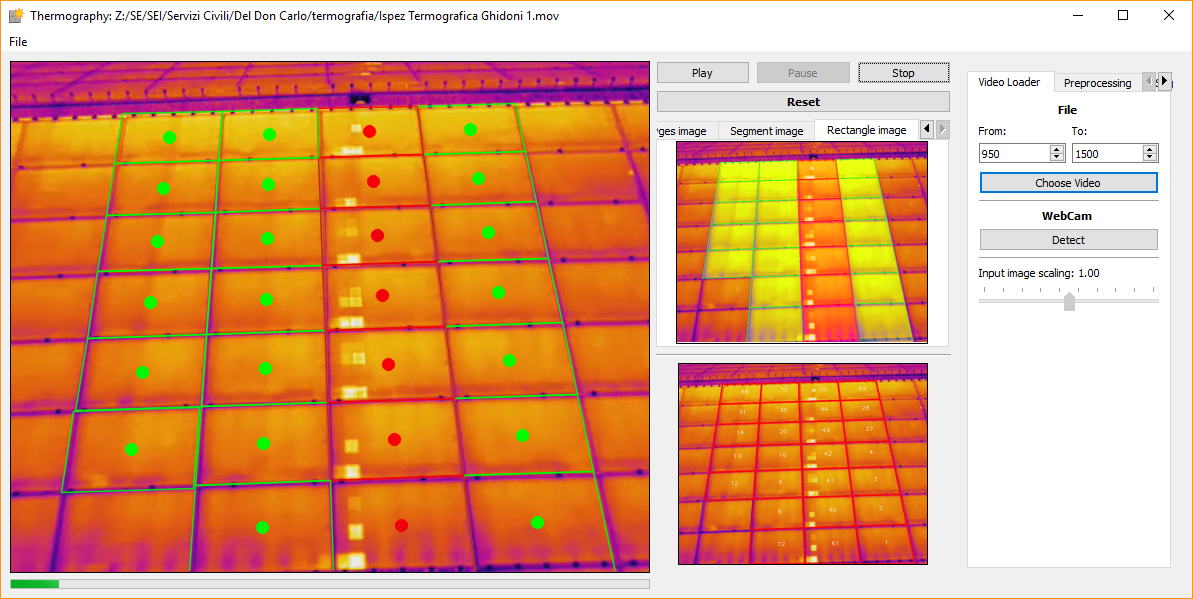 Thermography: Z:/SE/SEI/Servizi Civili/Del Don Carlo/termografia/Ispez Termografica Ghidoni 1.mov
File
Play
Pause
Stop
Reset
ges image
Segment image
Rectangle image
Video Loader
Preprocessing
File
From:
To:
950
1500
Choose Video
WebCam
Detect
Input image scaling: 1.00
31
44
28
14
20
49
27
13
18
42
4
12
9
41
3
8
40
2
72
61
1